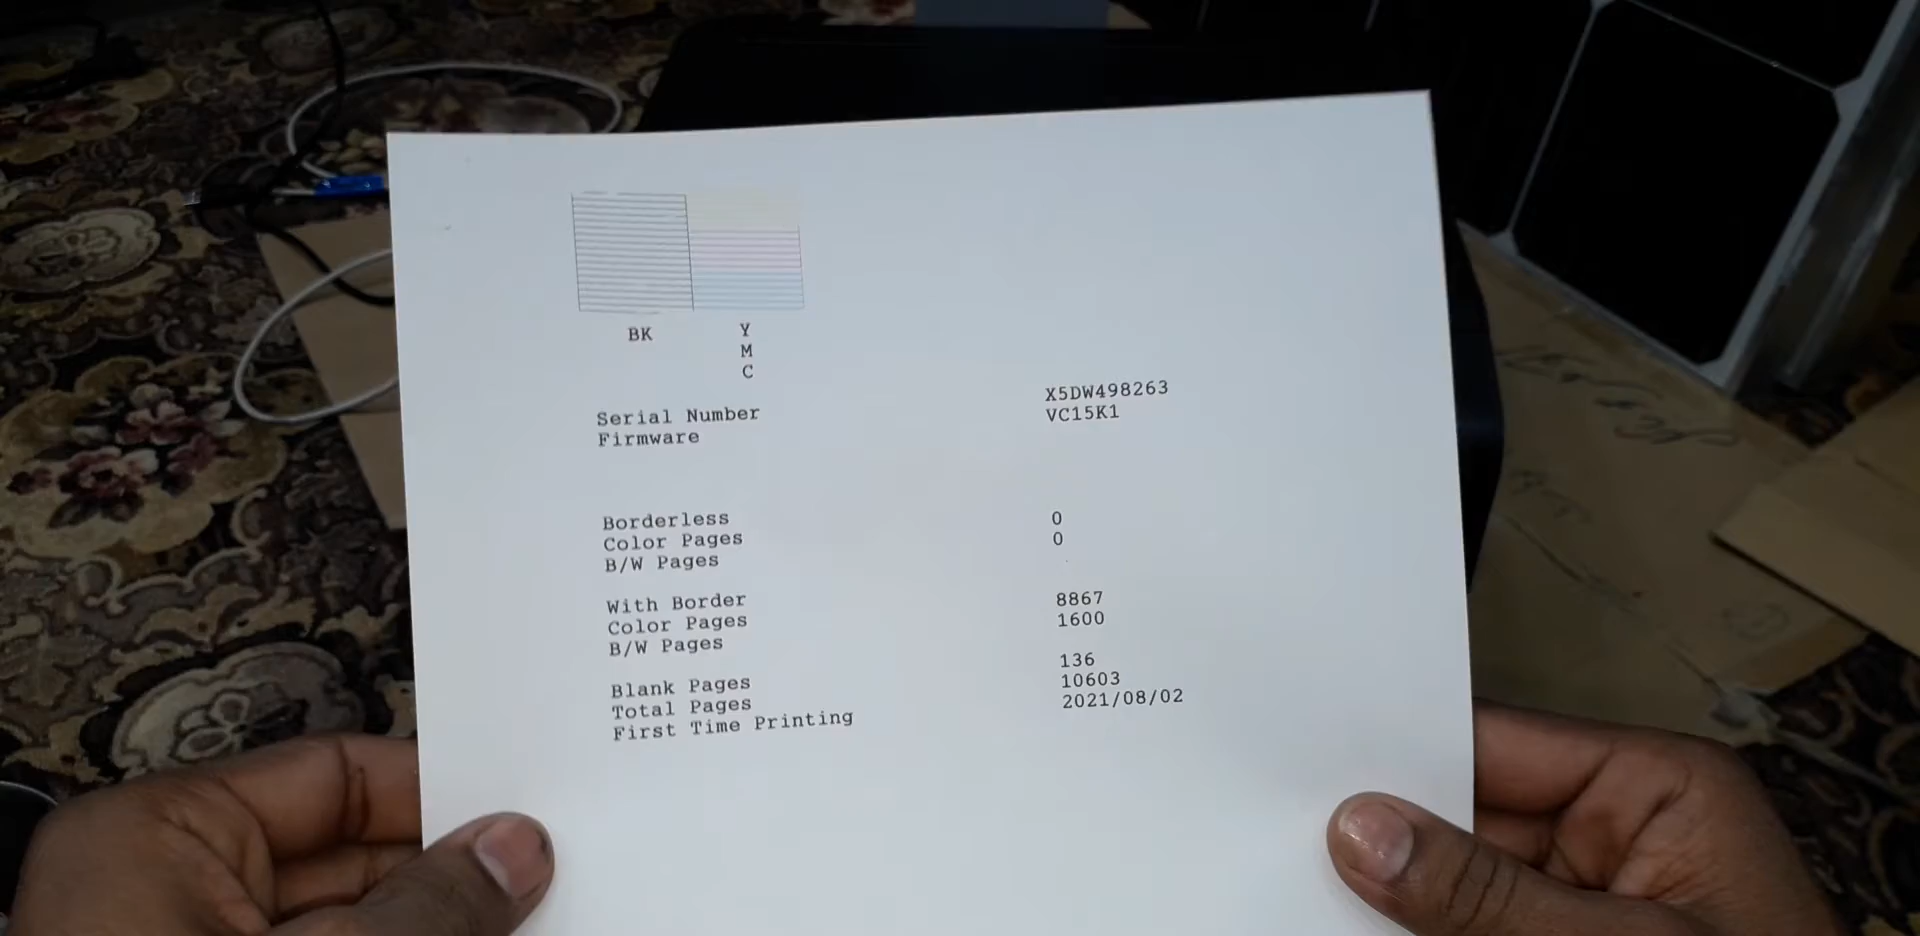 BK
Y
M
C
Serial Number X5DW498263
Firmware VC15K1
Borderless
Color Pages 0
B/W Pages 0
With Border
Color Pages 8867
B/W Pages 1600
Blank Pages 136
Total Pages 10603
First Time Printing 2021/08/02